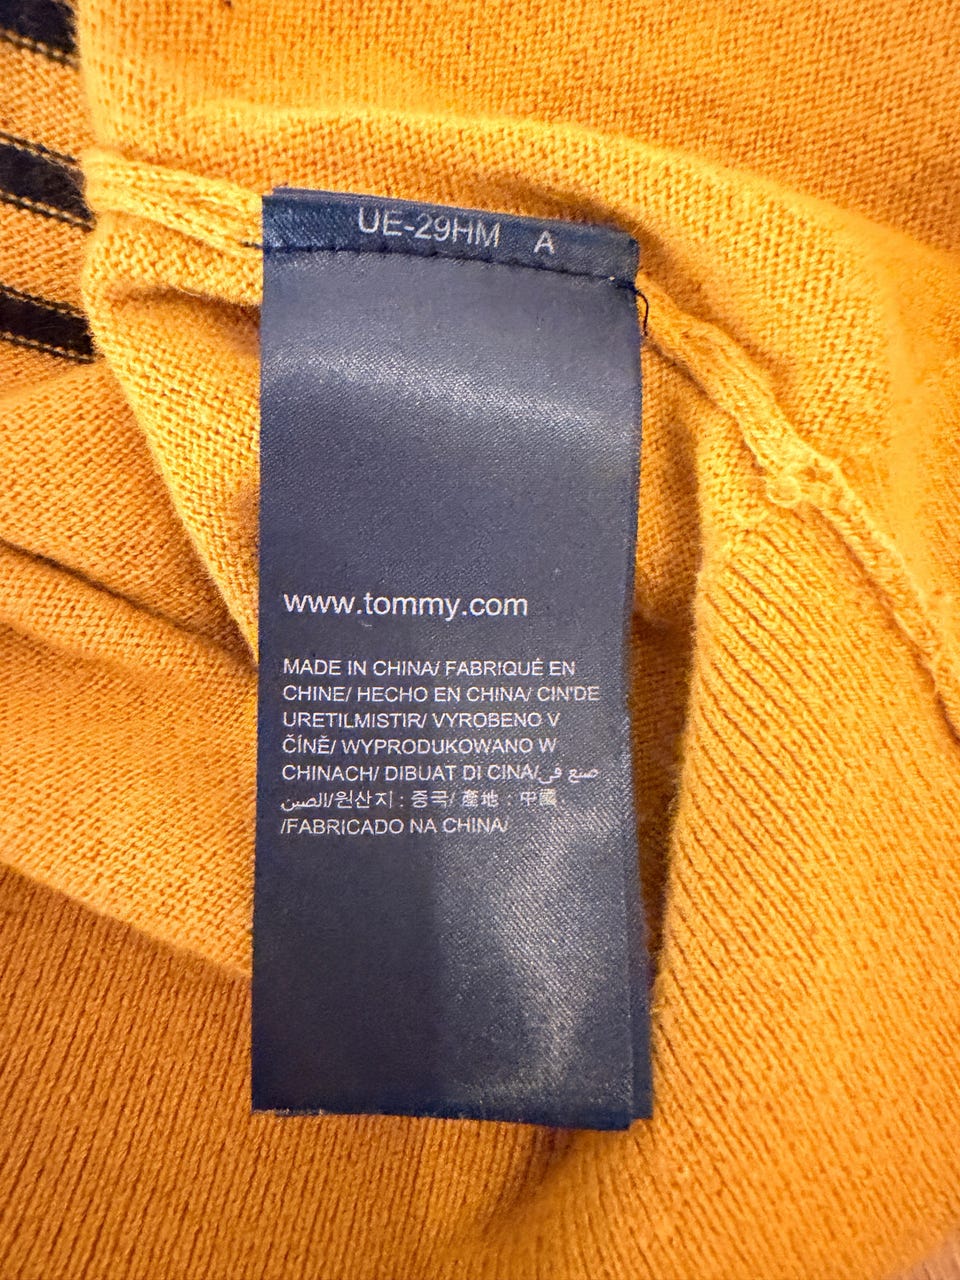 UE-29HM A
www.tommy.com
MADE IN CHINA/ FABRIQUÉ EN
CHINE/ HECHO EN CHINA/ CIN'DE
URETILMISTIR/ VYROBENO V
ČÍNĚ/ WYPRODUKOWANO W
CHINACH/ DIBUAT DI CINA/صنع في
الصين/원산지 : 중국/ 產地 : 中國
/FABRICADO NA CHINA/